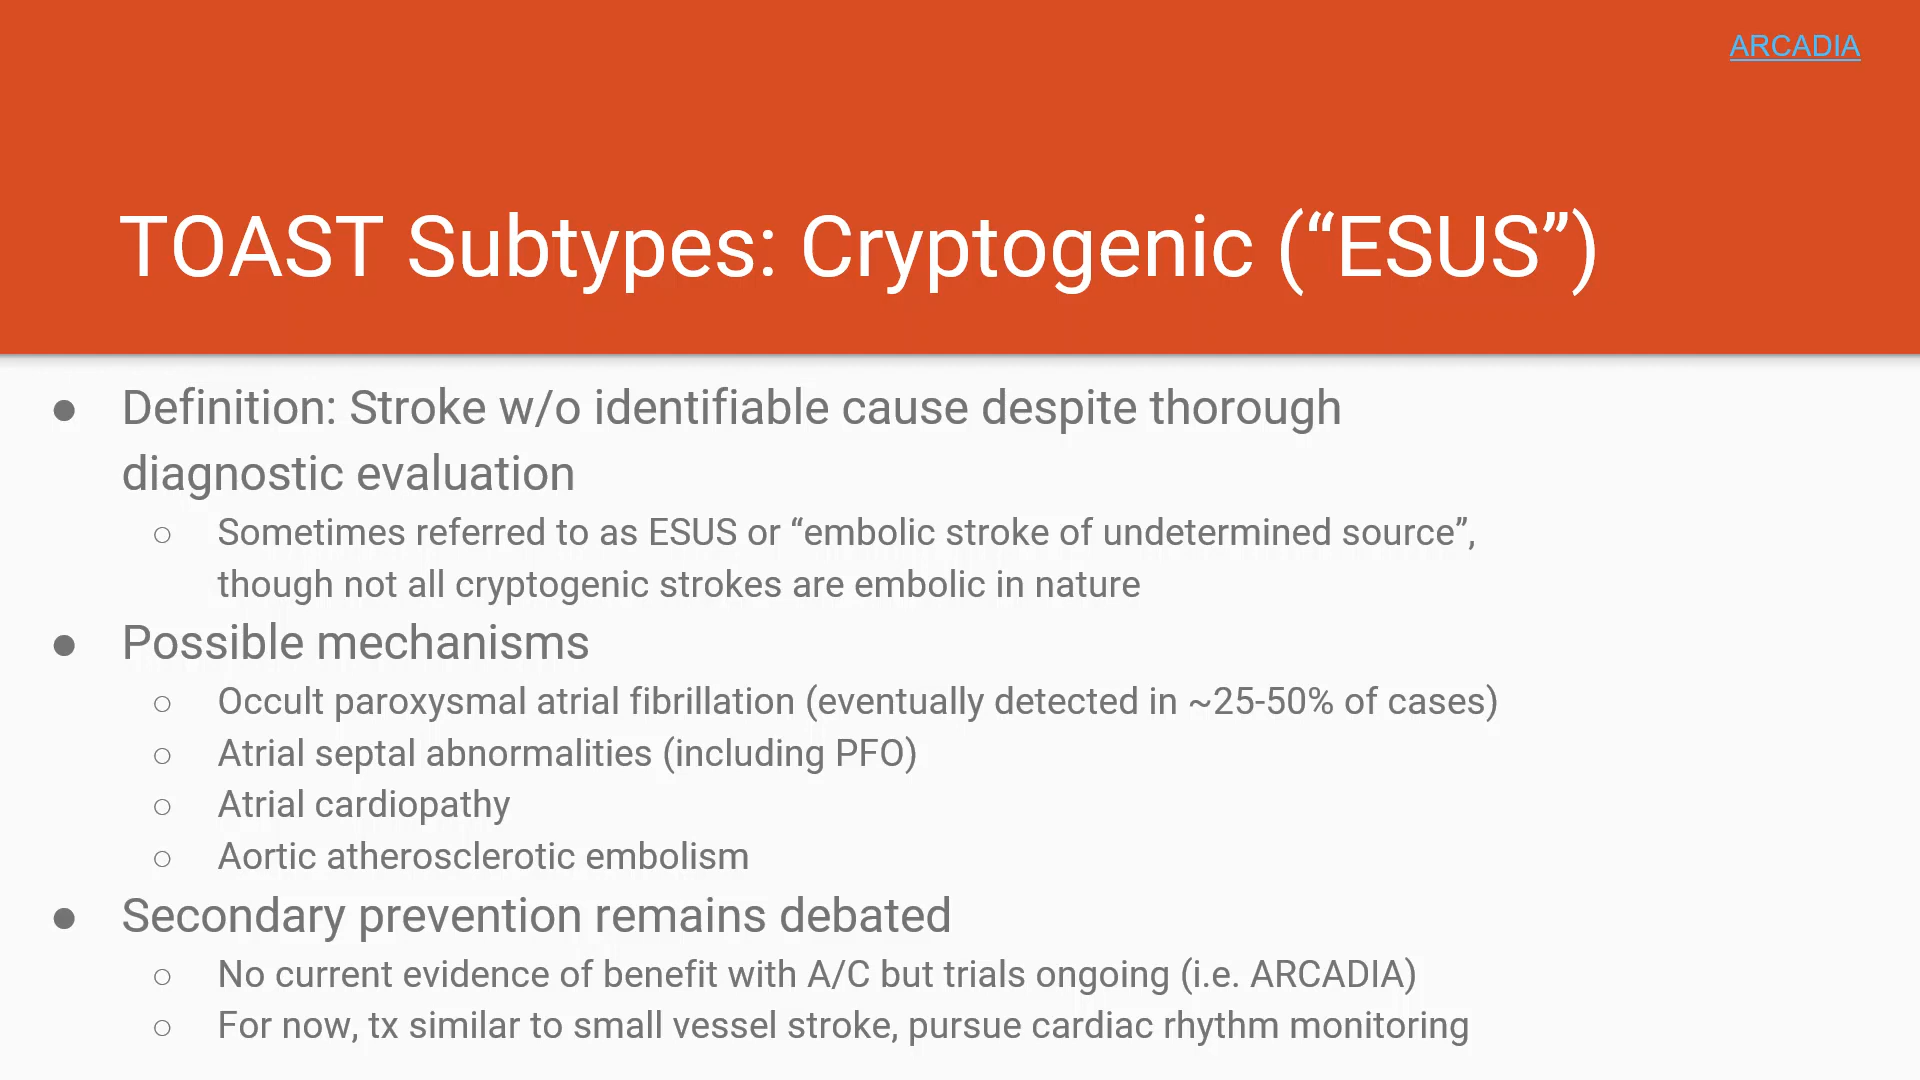 ARCADIA
TOAST Subtypes: Cryptogenic (“ESUS”)
● Definition: Stroke w/o identifiable cause despite thorough
diagnostic evaluation
○ Sometimes referred to as ESUS or “embolic stroke of undetermined source”,
though not all cryptogenic strokes are embolic in nature
● Possible mechanisms
○ Occult paroxysmal atrial fibrillation (eventually detected in ~25-50% of cases)
○ Atrial septal abnormalities (including PFO)
○ Atrial cardiopathy
○ Aortic atherosclerotic embolism
● Secondary prevention remains debated
○ No current evidence of benefit with A/C but trials ongoing (i.e. ARCADIA)
○ For now, tx similar to small vessel stroke, pursue cardiac rhythm monitoring